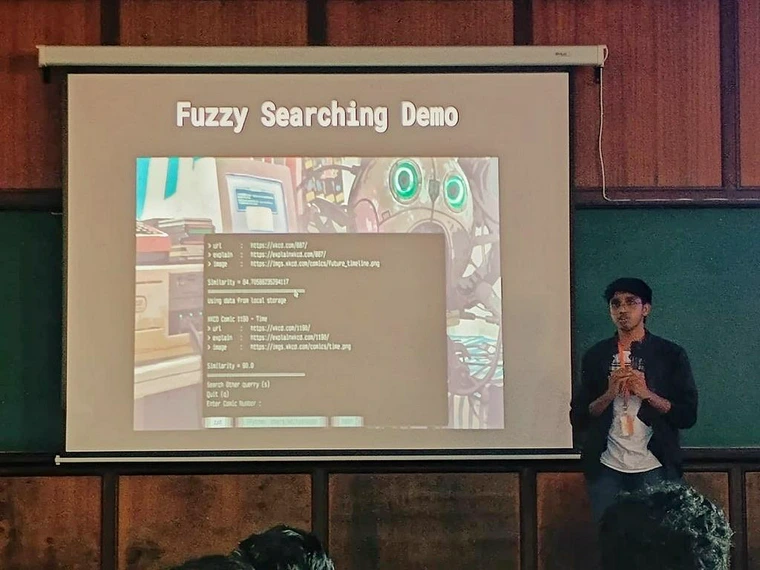 Fuzzy Searching Demo
> url : https://xkcd.com/887/
> explain : https://explainxkcd.com/887/
> image : https://imgs.xkcd.com/comics/future_timeline.png
Similarity = 84.70588235294117
Using data from local storage
XKCD Comic 1190 - Time
> url : https://xkcd.com/1190/
> explain : https://explainxkcd.com/1190/
> image : https://imgs.xkcd.com/comics/time.png
Similarity = 80.0
Search Other querry (s)
Quit (q)
Enter Comic Number :